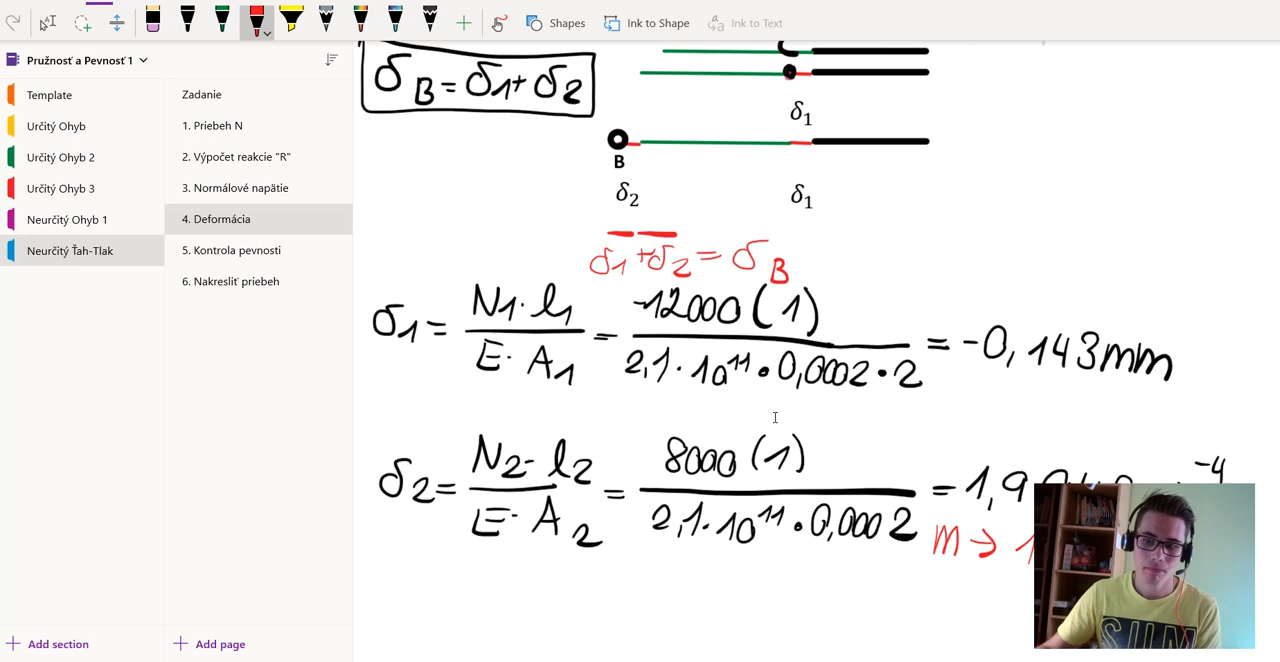 Shapes
Ink to Shape
Ink to Text
Pružnosť a Pevnosť 1
Template
Určitý Ohyb
Určitý Ohyb 2
Určitý Ohyb 3
Neurčitý Ohyb 1
Neurčitý Ťah-Tlak
Zadanie
1. Priebeh N
2. Výpočet reakcie "R"
3. Normálové napätie
4. Deformácia
5. Kontrola pevnosti
6. Nakresliť priebeh
Add section
Add page
δB = δ1 + δ2
δ1
B
δ2 δ1
δ1 + δ2 = δB
δ1 = N1 · l1 / E · A1 = -12000 (1) / 2,1 · 10^11 · 0,0002 · 2 = -0,143mm
δ2 = N2 · l2 / E · A2 = 8000 (1) / 2,1 · 10^11 · 0,0002 = 1,9
-4
m → 1
SUM